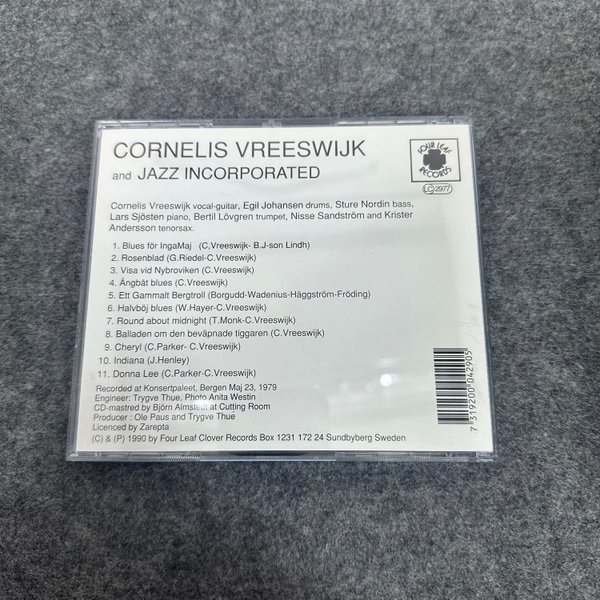 CORNELIS VREESWIJK
and JAZZ INCORPORATED
FOUR LEAF
RECORDS
LC 2977
Cornelis Vreeswijk vocal-guitar, Egil Johansen drums, Sture Nordin bass,
Lars Sjösten piano, Bertil Lövgren trumpet, Nisse Sandström and Krister
Andersson tenorsax.
1. Blues för IngaMaj (C,Vreeswijk- B.J-son Lindh)
2. Rosenblad (G.Riedel-C.Vreeswijk)
3. Visa vid Nybroviken (C.Vreeswijk)
4. Ångbåt blues (C.Vreeswijk)
5. Ett Gammalt Bergtroll (Borgudd-Wadenius-Häggström-Fröding)
6. Halvböj blues (W.Hayer-C.Vreeswijk)
7. Round about midnight (T.Monk-C.Vreeswijk)
8. Balladen om den beväpnade tiggaren (C.Vreeswijk)
9. Cheryl (C.Parker- C.Vreeswijk)
10. Indiana (J.Henley)
11. Donna Lee (C.Parker-C.Vreeswijk)
Recorded at Konsertpaleet, Bergen Maj 23, 1979
Engineer: Trygve Thue, Photo Anita Westin
CD-mastred by Björn Almstedt at Cutting Room
Producer : Ole Paus and Trygve Thue
Licenced by Zarepta
(C) & (P) 1990 by Four Leaf Clover Records Box 1231 172 24 Sundbyberg Sweden
7 319200 042905